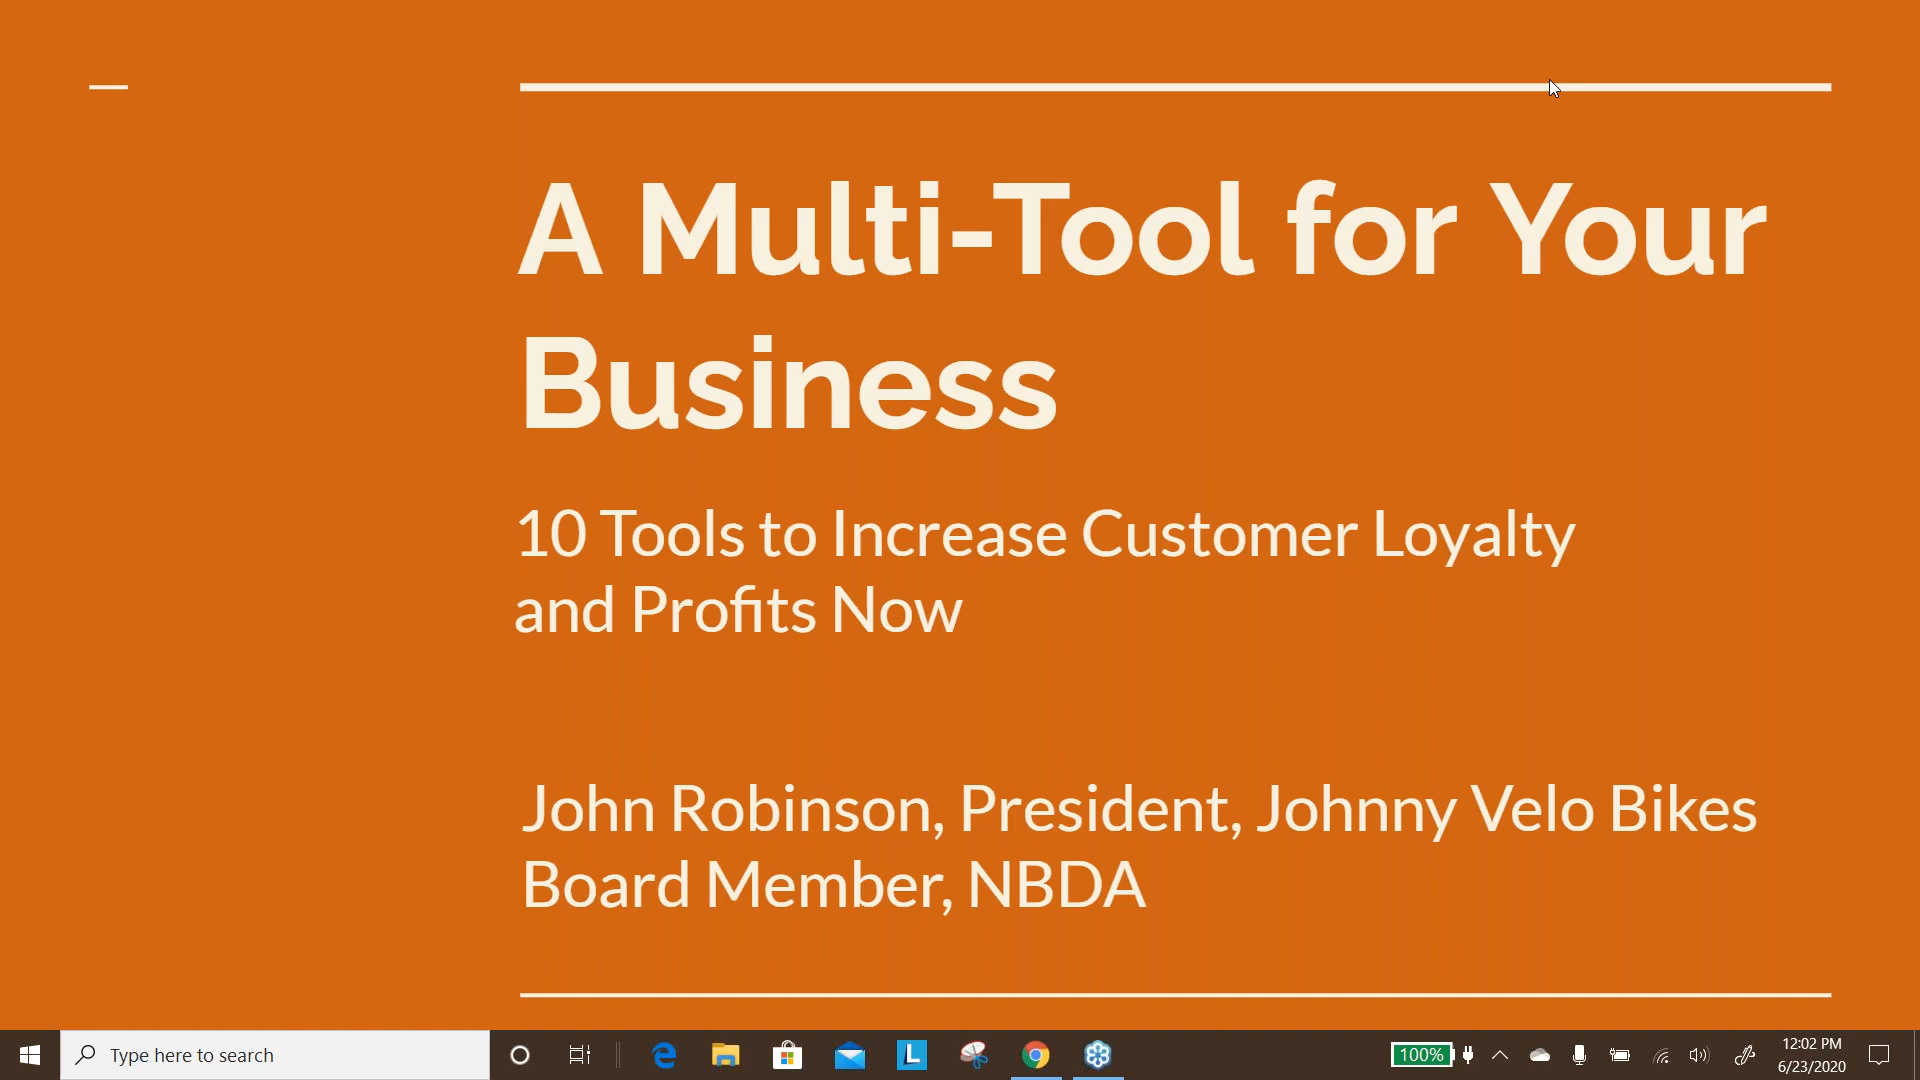 A Multi-Tool for Your
Business
10 Tools to Increase Customer Loyalty
and Profits Now
John Robinson, President, Johnny Velo Bikes
Board Member, NBDA
Type here to search
L
100%
12:02 PM
6/23/2020